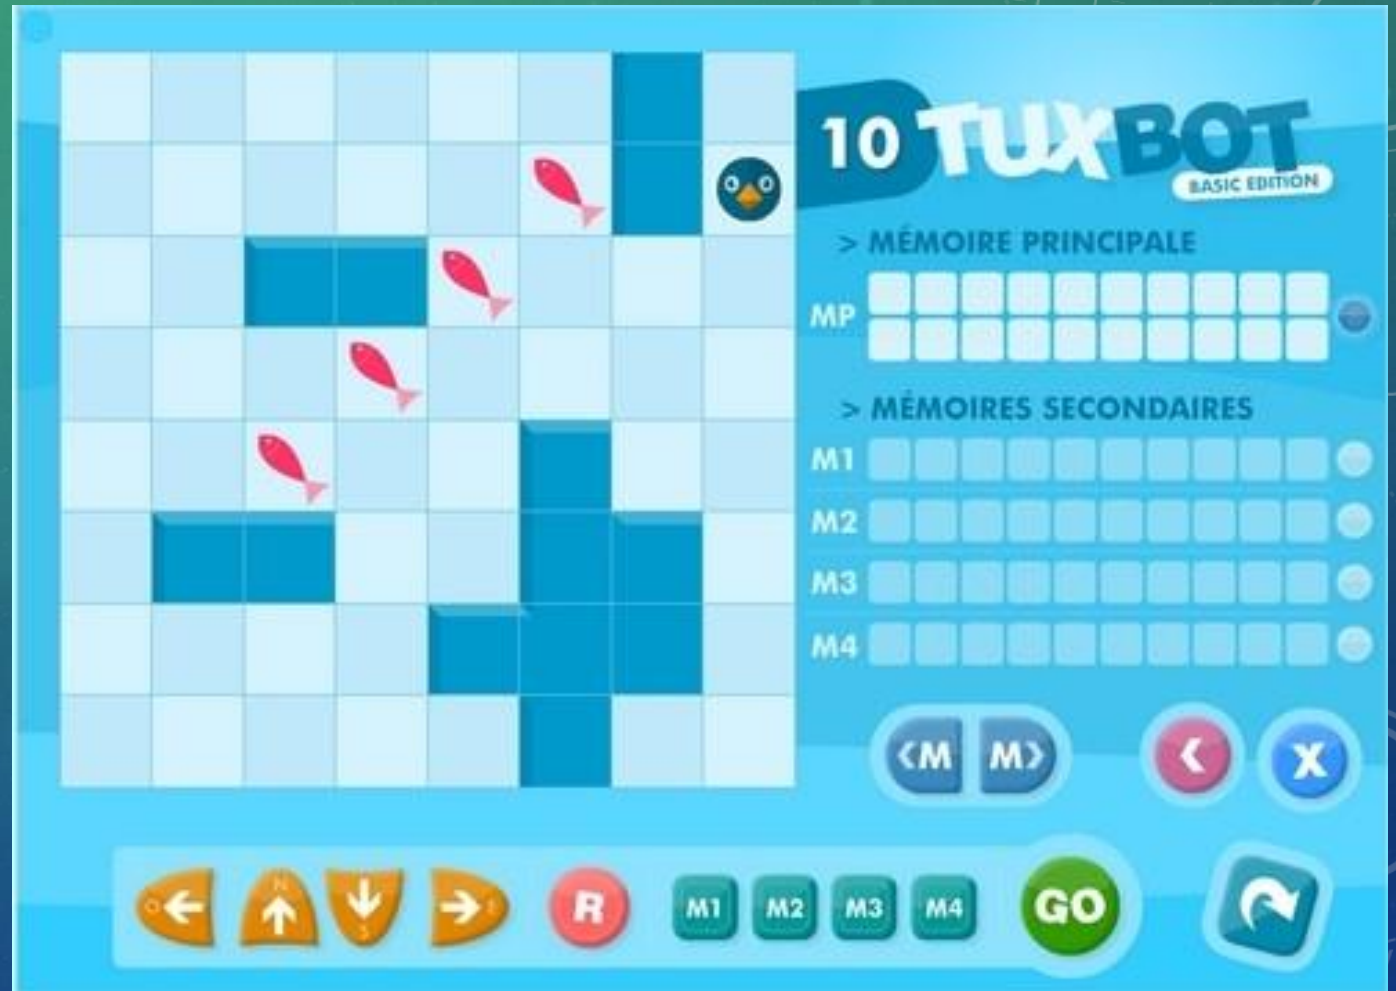 10 TUXBOT
BASIC EDITION
> MÉMOIRE PRINCIPALE
MP
> MÉMOIRES SECONDAIRES
M1
M2
M3
M4
<M M>
<
X
O N S E R M1 M2 M3 M4 GO